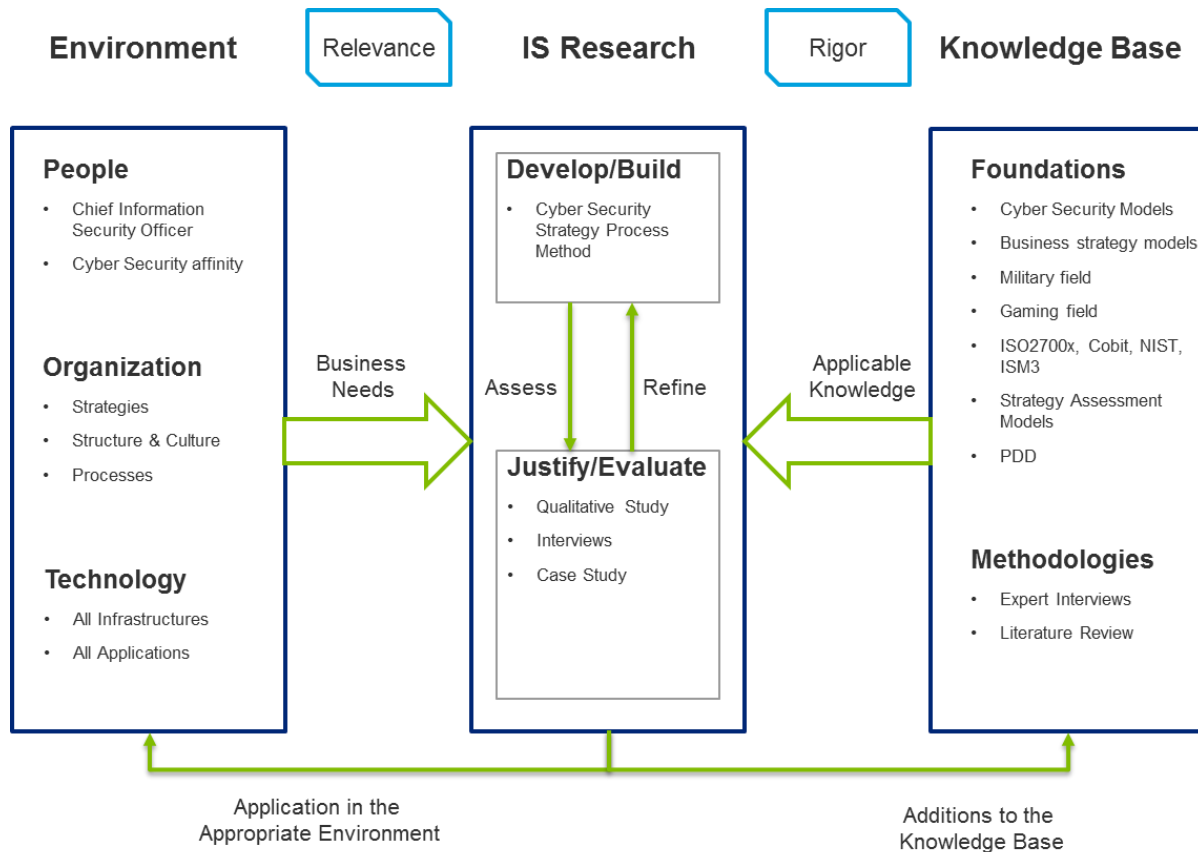 Environment
Relevance
IS Research
Rigor
Knowledge Base
People
• Chief Information
Security Officer
• Cyber Security affinity
Organization
• Strategies
• Structure & Culture
• Processes
Technology
• All Infrastructures
• All Applications
Business
Needs
Develop/Build
• Cyber Security
Strategy Process
Method
Assess
Refine
Justify/Evaluate
• Qualitative Study
• Interviews
• Case Study
Applicable
Knowledge
Foundations
• Cyber Security Models
• Business strategy models
• Military field
• Gaming field
• ISO2700x, Cobit, NIST,
ISM3
• Strategy Assessment
Models
• PDD
Methodologies
• Expert Interviews
• Literature Review
Application in the
Appropriate Environment
Additions to the
Knowledge Base